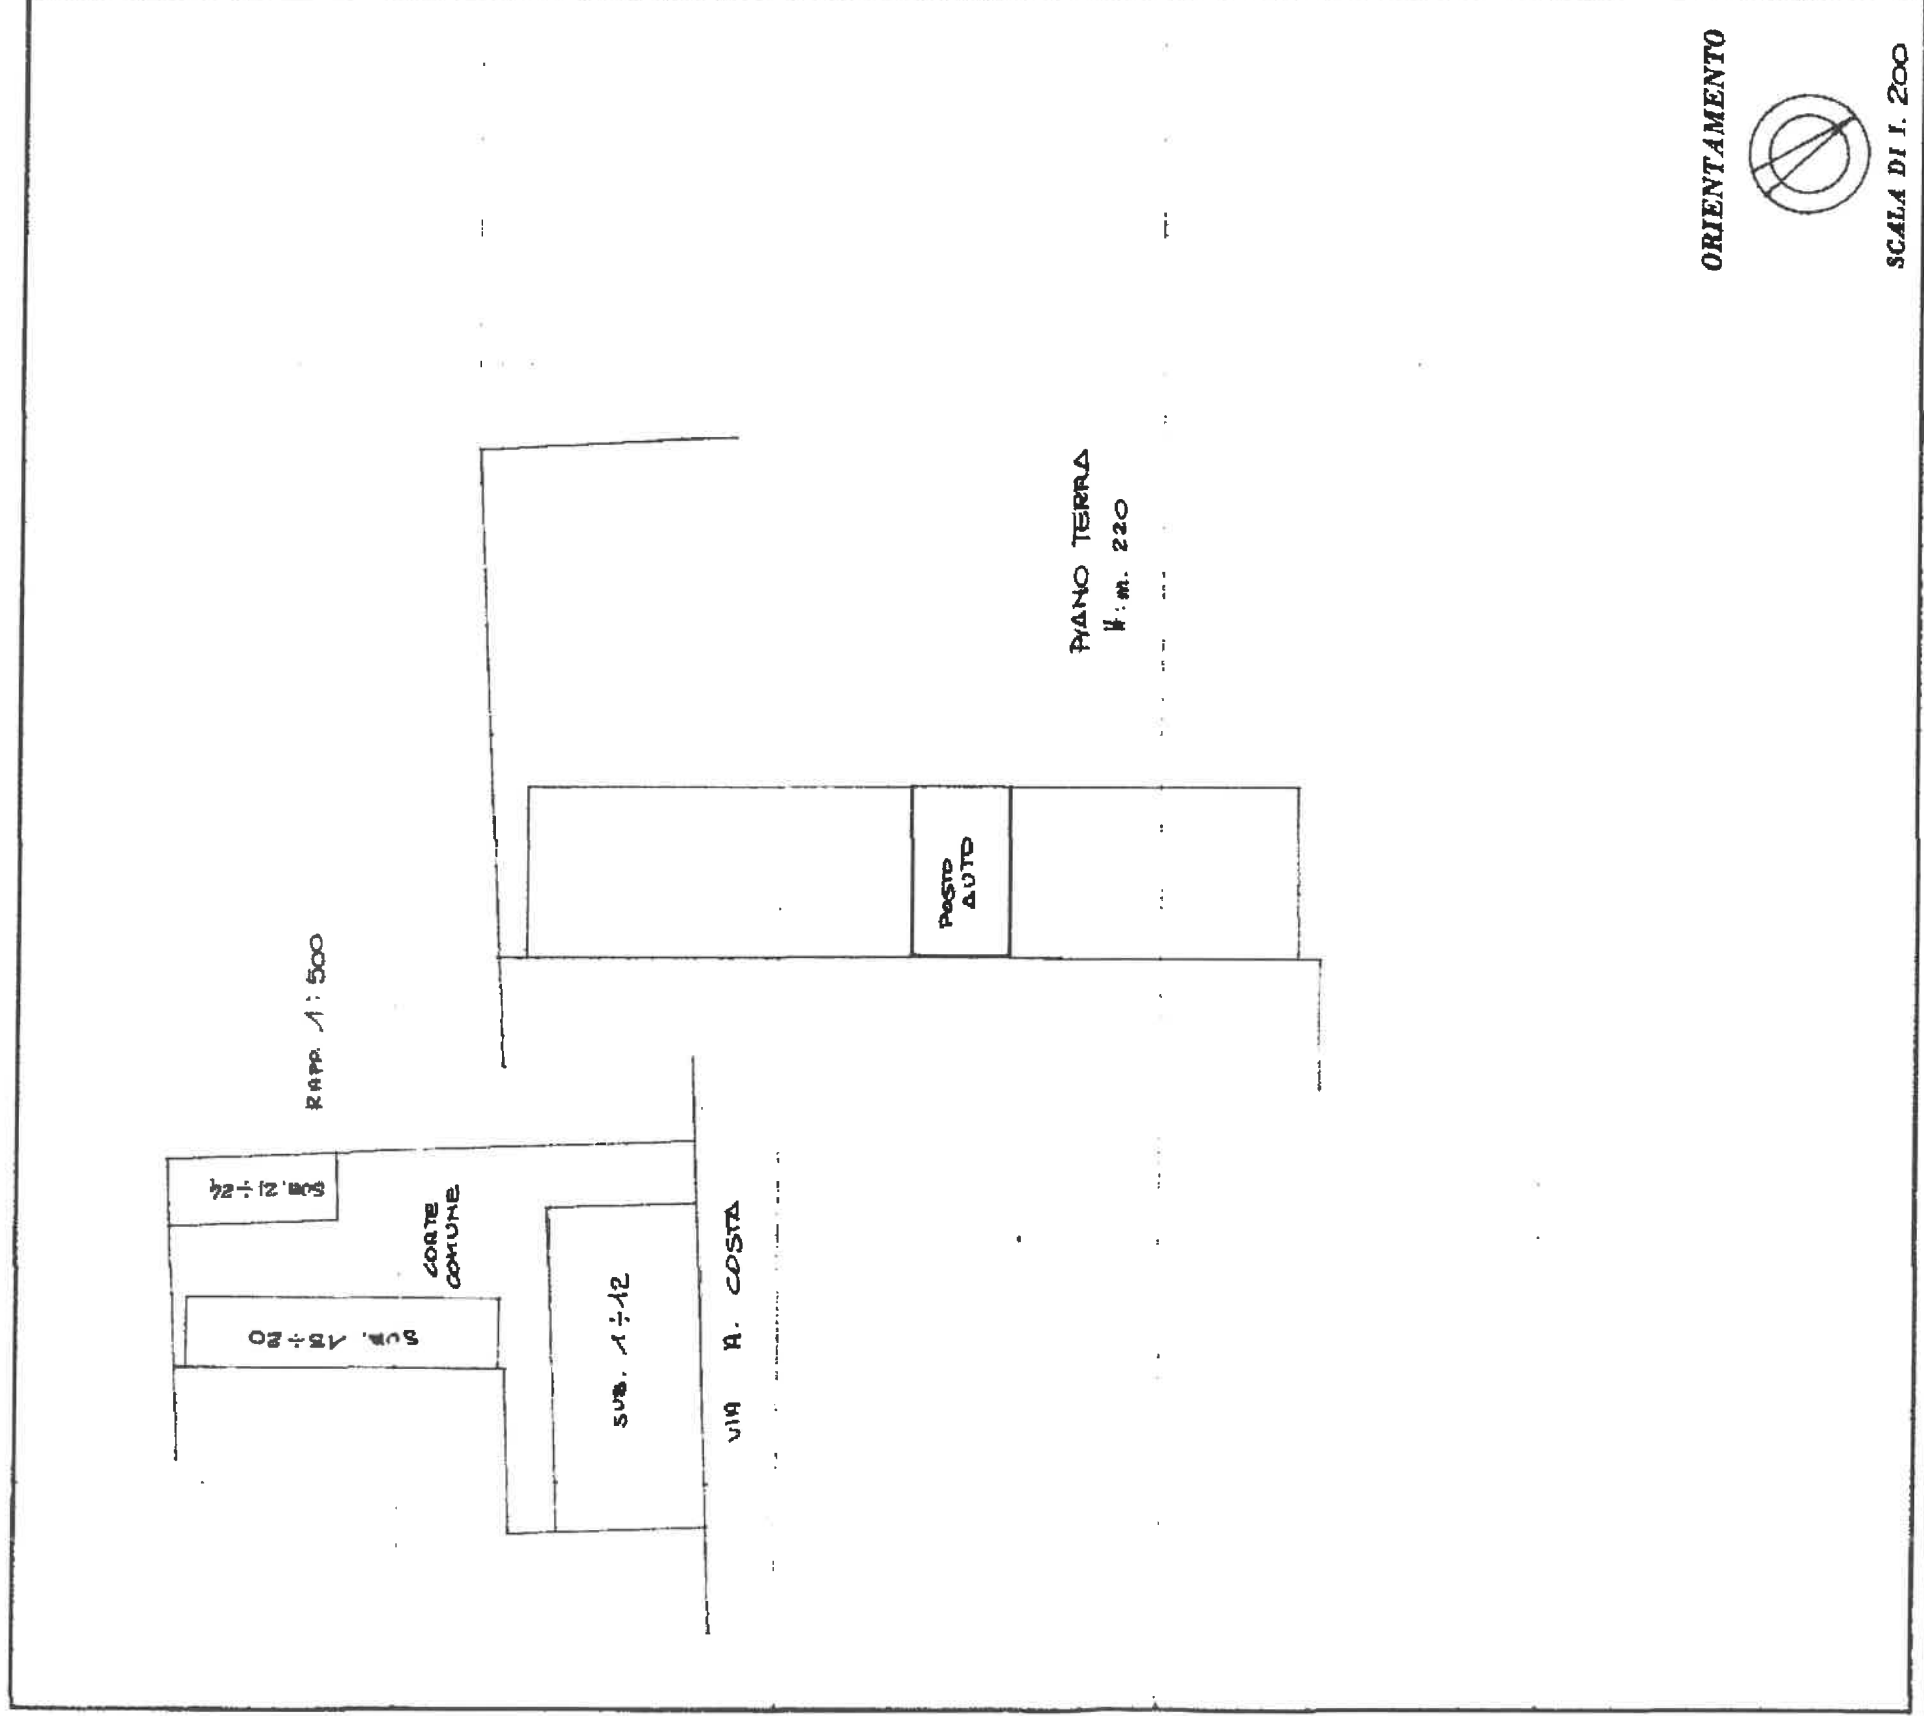 ORIENTAMENTO
SCALA DI 1. 200
RAPP. 1:500
SUB. 21÷24
CORTE
COMUNE
SUB. 15÷20
SUB. 1÷12
VIA A. COSTA
POSTO
AUTO
PIANO TERRA
H: m. 220